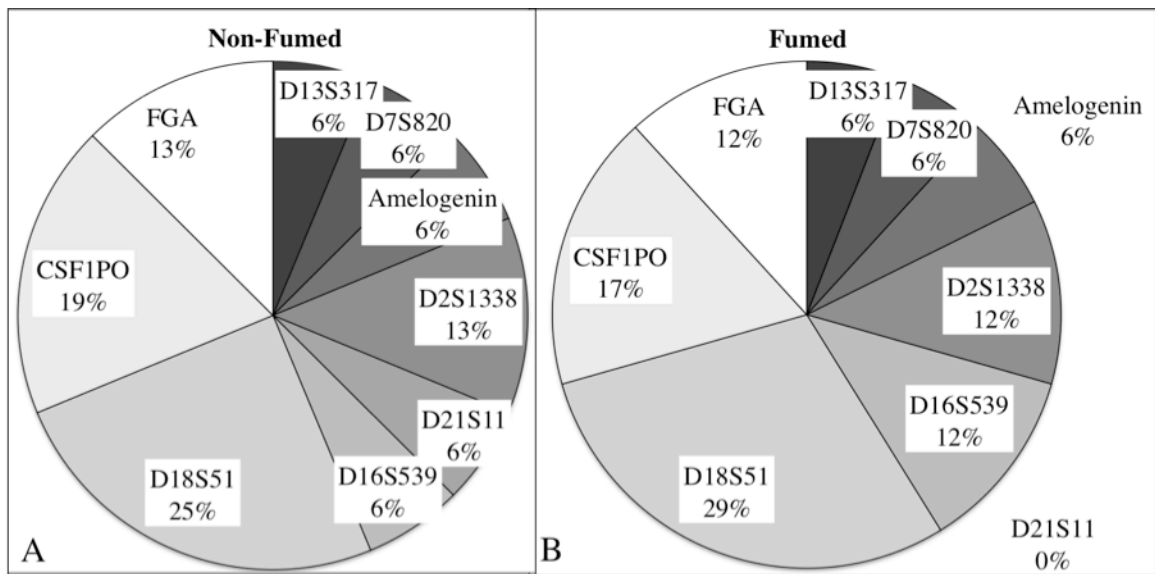 Non-Fumed
D13S317
6%
D7S820
6%
Amelogenin
6%
D2S1338
13%
D21S11
6%
D16S539
6%
D18S51
25%
CSF1PO
19%
FGA
13%
A
Fumed
D13S317
6%
D7S820
6%
Amelogenin
6%
D2S1338
12%
D16S539
12%
D21S11
0%
D18S51
29%
CSF1PO
17%
FGA
12%
B